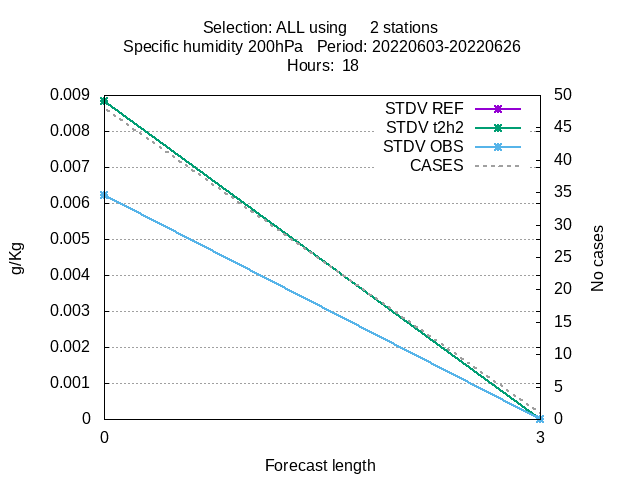 Selection: ALL using     2 stations
Specific humidity 200hPa   Period: 20220603-20220626
Hours:  18
0.009
0.008
0.007
0.006
0.005
0.004
0.003
0.002
0.001
0
g/Kg
STDV REF
STDV t2h2
STDV OBS
CASES
50
45
40
35
30
25
20
15
10
5
0
No cases
0
3
Forecast length